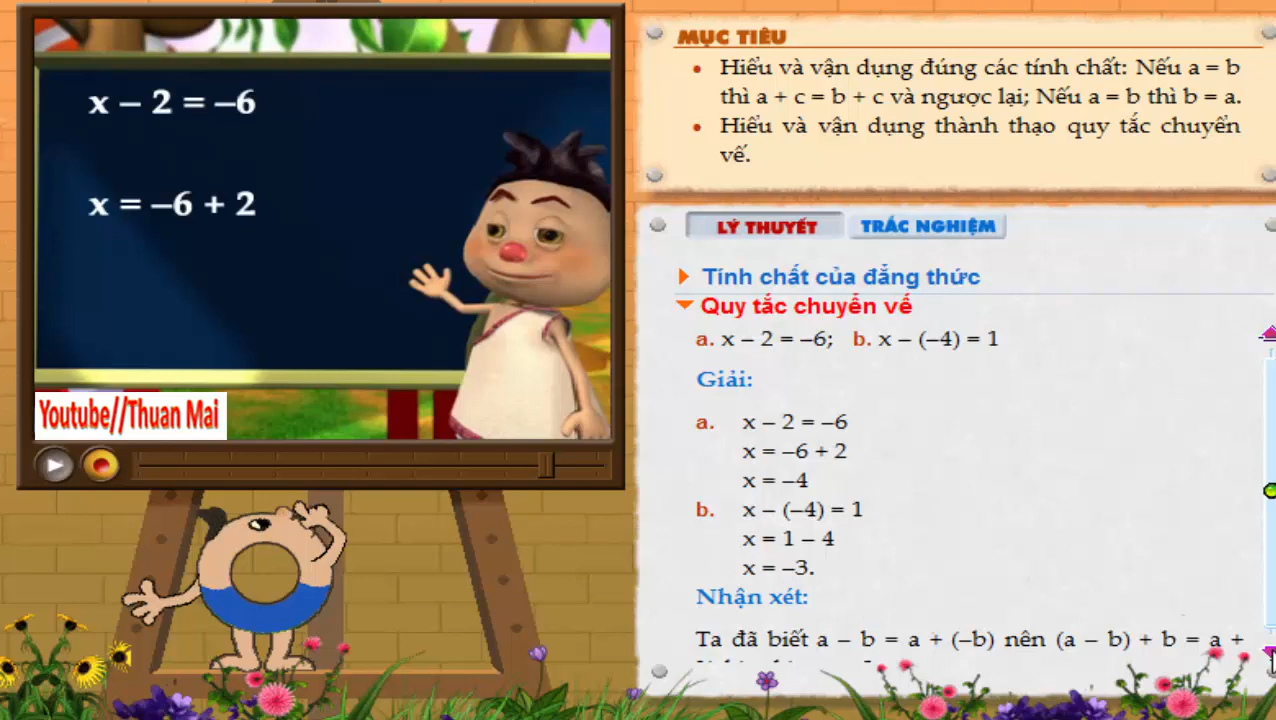 x – 2 = –6
x = –6 + 2
Youtube//Thuan Mai
MỤC TIÊU
• Hiểu và vận dụng đúng các tính chất: Nếu a = b
thì a + c = b + c và ngược lại; Nếu a = b thì b = a.
• Hiểu và vận dụng thành thạo quy tắc chuyển
vế.
LÝ THUYẾT TRẮC NGHIỆM
Tính chất của đẳng thức
Quy tắc chuyển vế
a. x – 2 = –6; b. x – (–4) = 1
Giải:
a. x – 2 = –6
x = –6 + 2
x = –4
b. x – (–4) = 1
x = 1 – 4
x = –3.
Nhận xét:
Ta đã biết a – b = a + (–b) nên (a – b) + b = a +